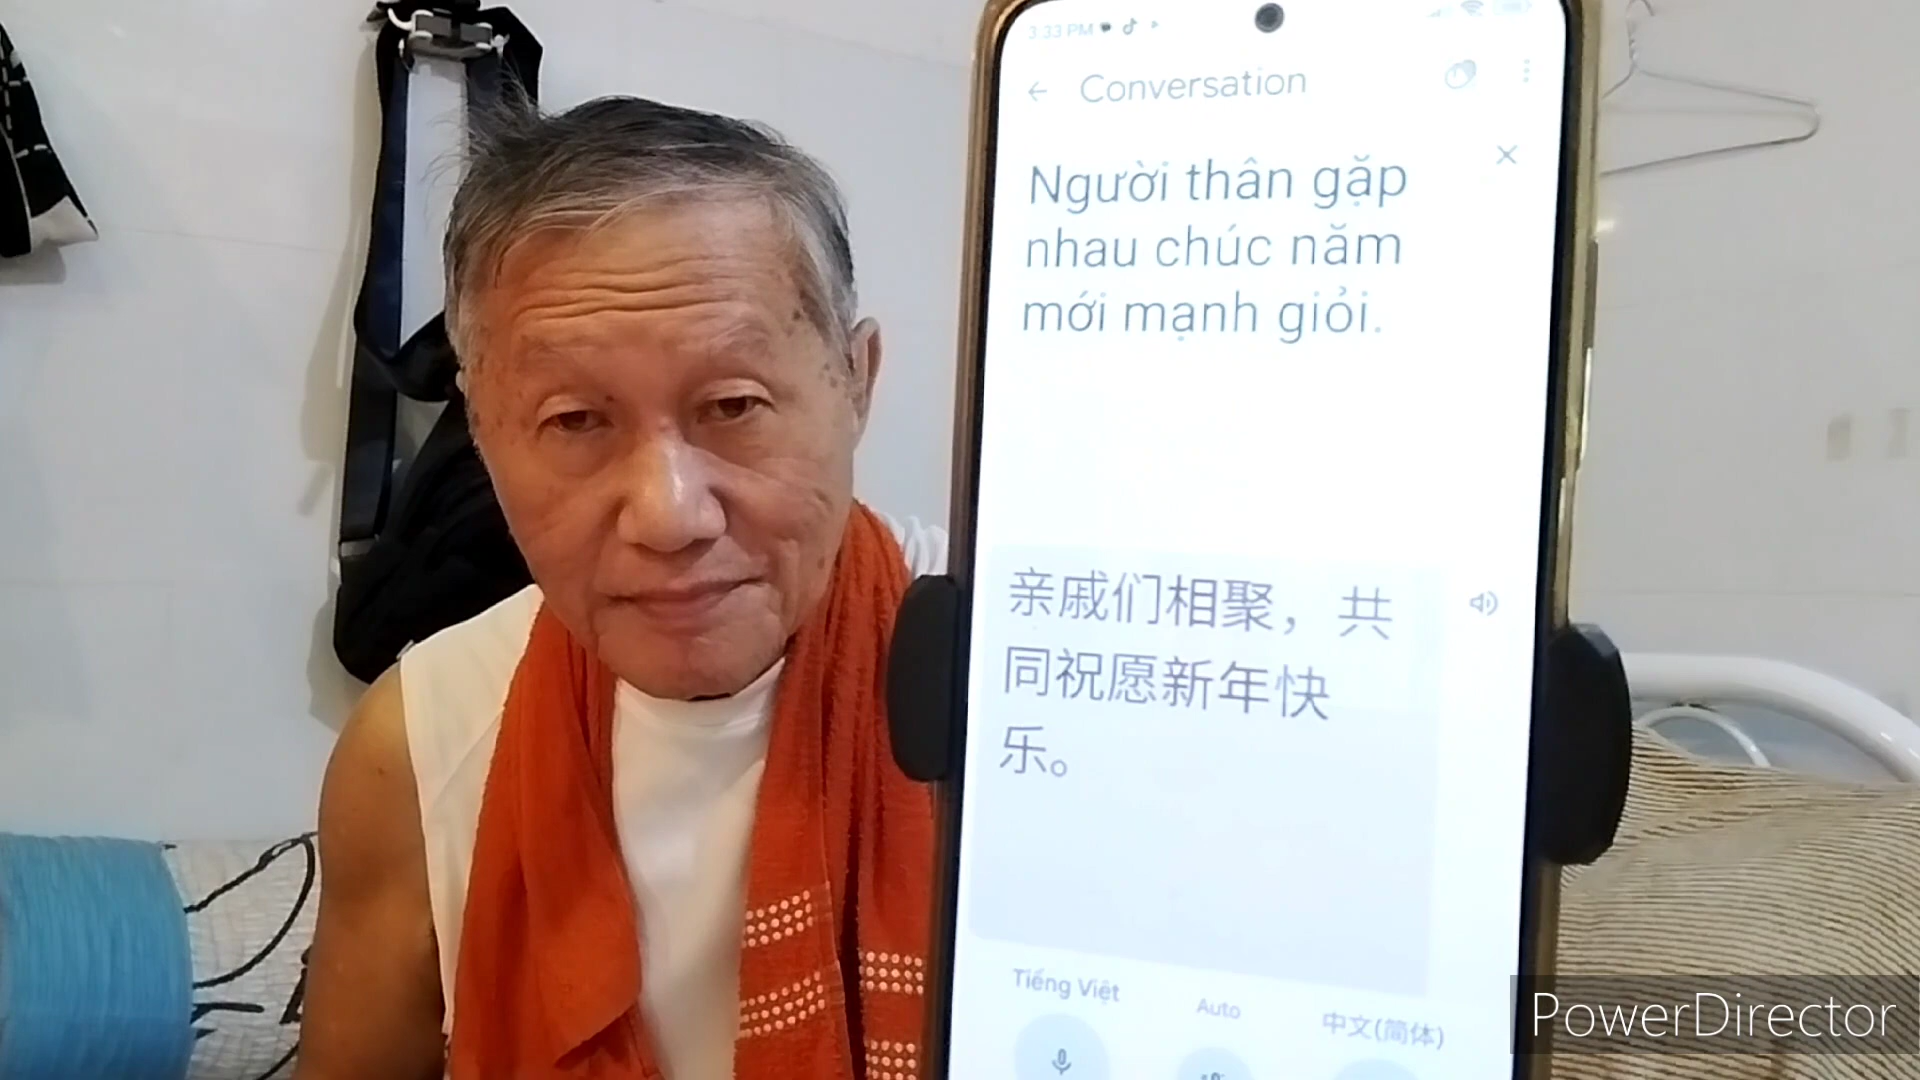 3:33 PM
Conversation
Người thân gặp
nhau chúc năm
mới mạnh giỏi.
亲戚们相聚，共
同祝愿新年快
乐。
Tiếng Việt
Auto
中文(简体)
PowerDirector